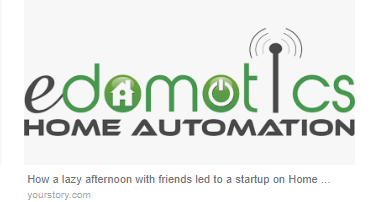 edomotics
HOME AUTOMATION
How a lazy afternoon with friends led to a startup on Home ...
yourstory.com